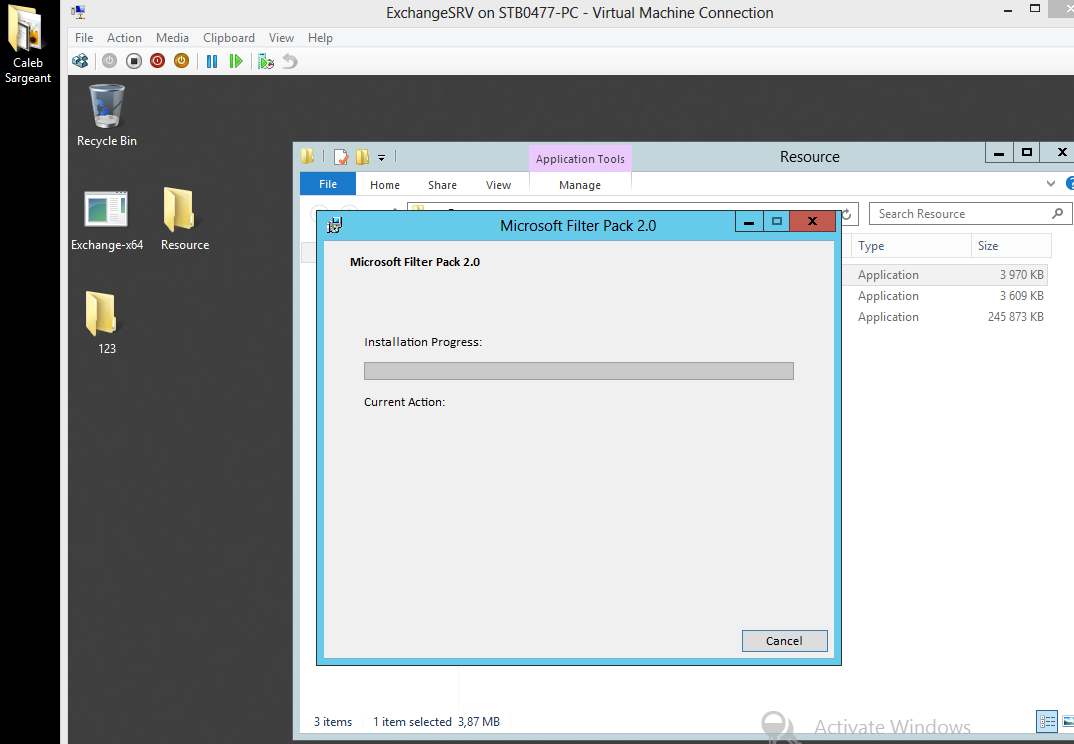 Caleb
Sargeant
ExchangeSRV on STB0477-PC - Virtual Machine Connection
File Action Media Clipboard View Help
Recycle Bin
Exchange-x64
Resource
123
Application Tools
Resource
File Home Share View Manage
Search Resource
Type Size
Application 3 970 KB
Application 3 609 KB
Application 245 873 KB
Microsoft Filter Pack 2.0
Microsoft Filter Pack 2.0
Installation Progress:
Current Action:
Cancel
3 items 1 item selected 3,87 MB
Activate Windows